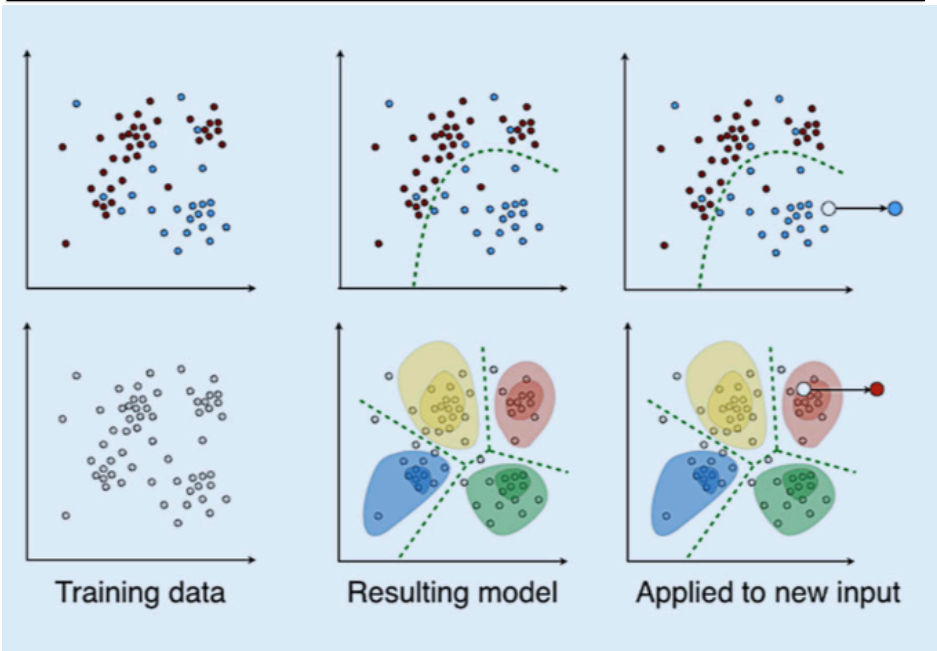 Training data
Resulting model
Applied to new input